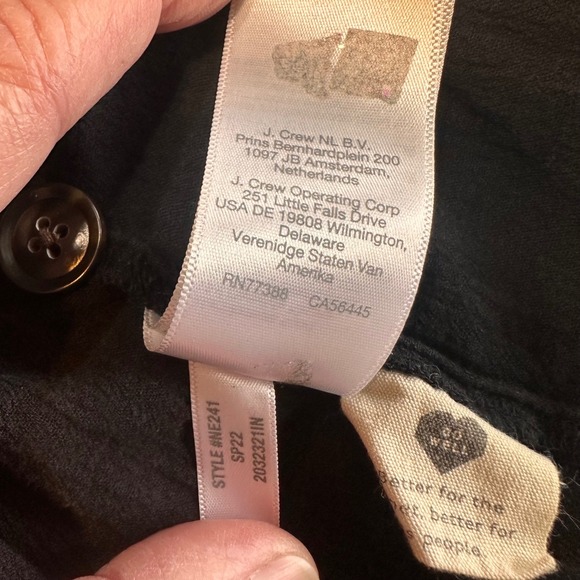 J. Crew NL B.V.
Prins Bernhardplein 200
1097 JB Amsterdam,
Netherlands
J. Crew Operating Corp
251 Little Falls Drive
USA DE 19808 Wilmington,
Delaware
Verenidge Staten Van
Amerika
RN77388 CA56445
STYLE #NE241
SP22
2032321IN
Better for the
better for
people.